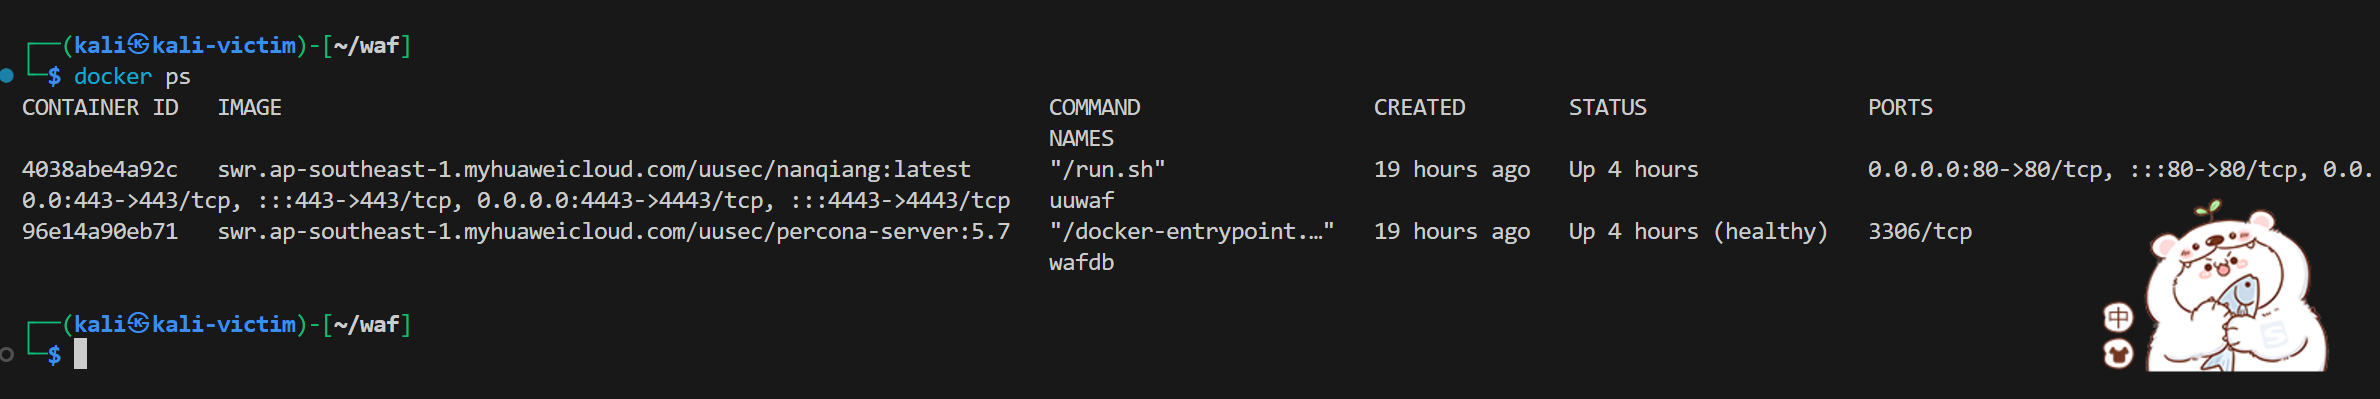 ┌──(kali㉿kali-victim)-[~/waf]
└─$ docker ps
CONTAINER ID   IMAGE   COMMAND   CREATED   STATUS   PORTS
NAMES
4038abe4a92c   swr.ap-southeast-1.myhuaweicloud.com/uusec/nanqiang:latest   "/run.sh"   19 hours ago   Up 4 hours   0.0.0.0:80->80/tcp, :::80->80/tcp, 0.0.
0.0:443->443/tcp, :::443->443/tcp, 0.0.0.0:4443->4443/tcp, :::4443->4443/tcp   uuwaf
96e14a90eb71   swr.ap-southeast-1.myhuaweicloud.com/uusec/percona-server:5.7   "/docker-entrypoint.…"   19 hours ago   Up 4 hours (healthy)   3306/tcp
wafdb
┌──(kali㉿kali-victim)-[~/waf]
└─$
中
S